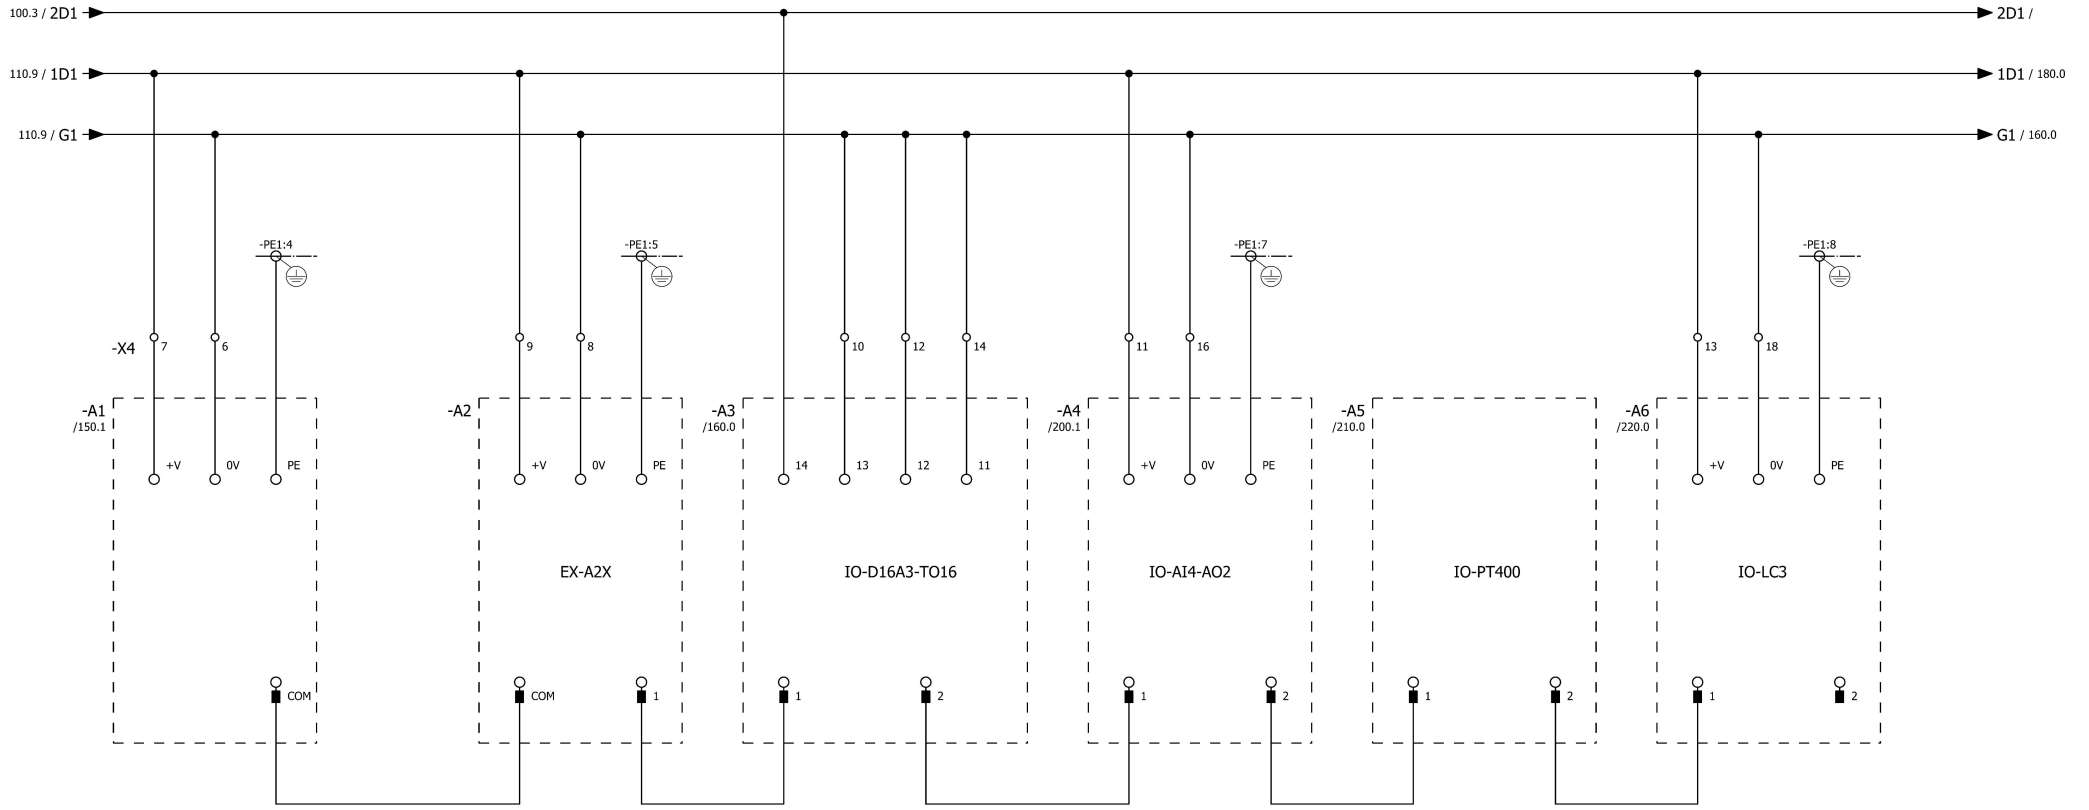 100.3 / 2D1
2D1 /
110.9 / 1D1
1D1 / 180.0
110.9 / G1
G1 / 160.0
-PE1:4
-PE1:5
-PE1:7
-PE1:8
-X4
7
6
9
8
10
12
14
11
16
13
18
-A1
/150.1
-A2
-A3
/160.0
-A4
/200.1
-A5
/210.0
-A6
/220.0
+V
0V
PE
+V
0V
PE
14
13
12
11
+V
0V
PE
+V
0V
PE
EX-A2X
IO-D16A3-TO16
IO-AI4-AO2
IO-PT400
IO-LC3
COM
COM
1
1
2
1
2
1
2
1
2